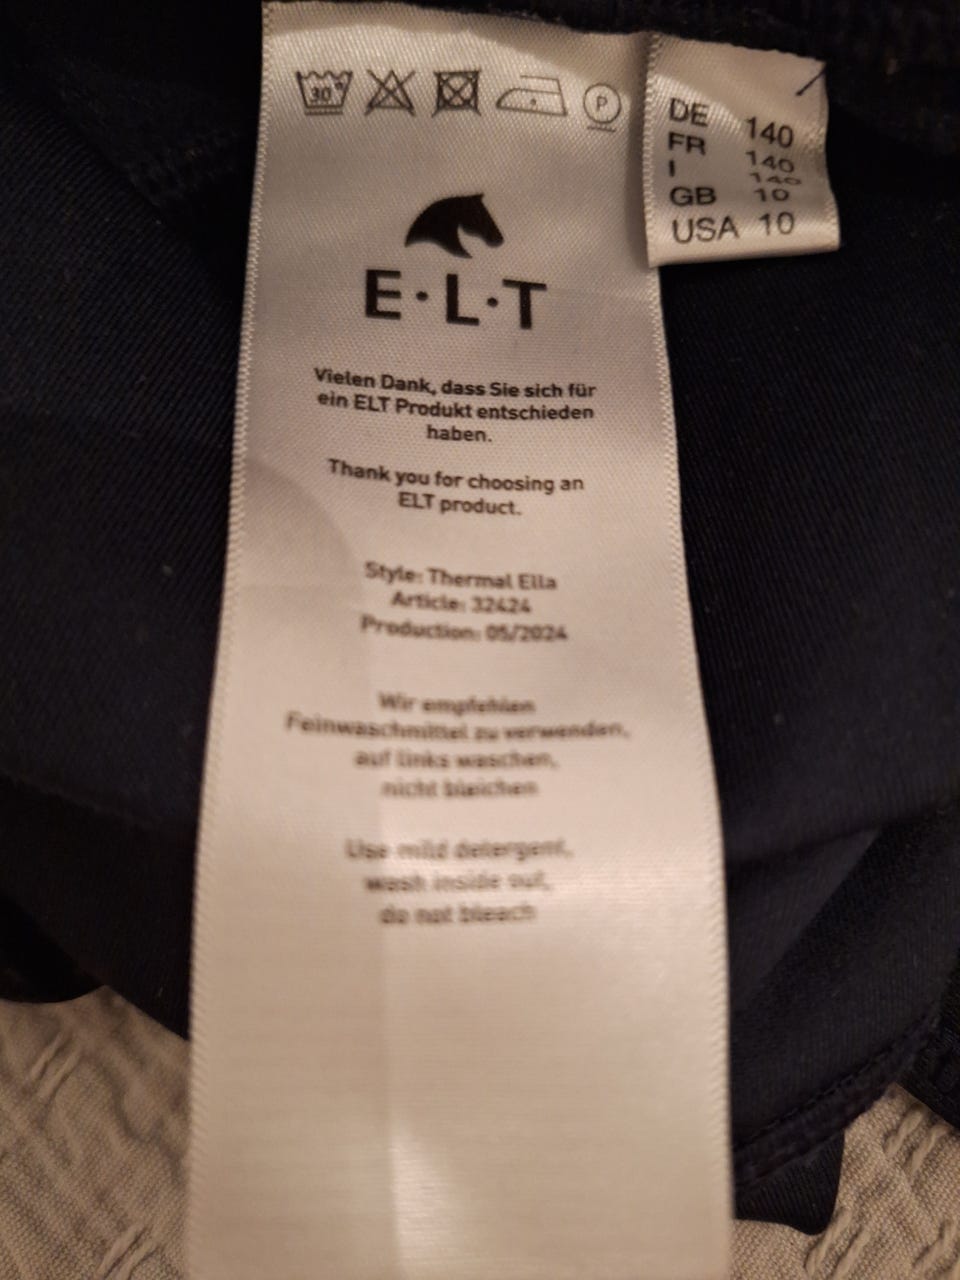 30°
P
E·L·T
Vielen Dank, dass Sie sich für
ein ELT Produkt entschieden
haben.
Thank you for choosing an
ELT product.
Style: Thermal Ella
Article: 32424
Production: 05/2024
Wir empfehlen
Feinwaschmittel zu verwenden,
auf links waschen,
nicht bleichen
Use mild detergent,
wash inside out,
do not bleach
DE 140
FR 140
I 140
GB 10
USA 10